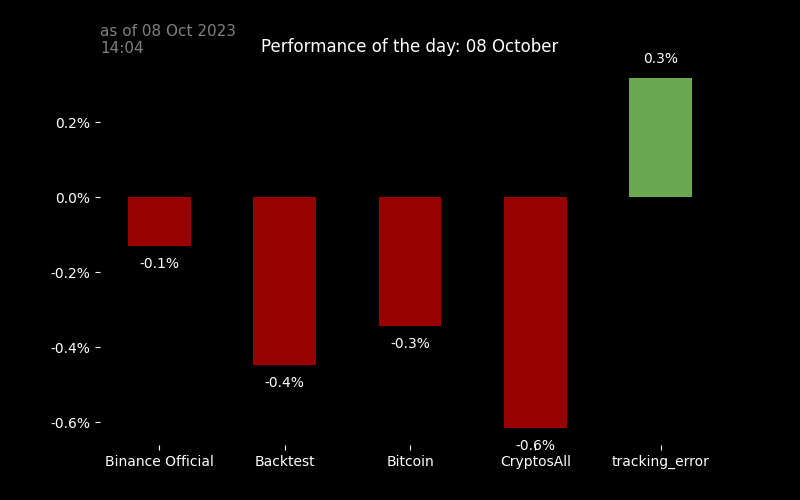 as of 08 Oct 2023
14:04
Performance of the day: 08 October
0.3%
0.2%
0.0%
-0.1%
-0.2%
-0.3%
-0.4%
-0.4%
-0.6%
-0.6%
Binance Official
Backtest
Bitcoin
CryptosAll
tracking_error